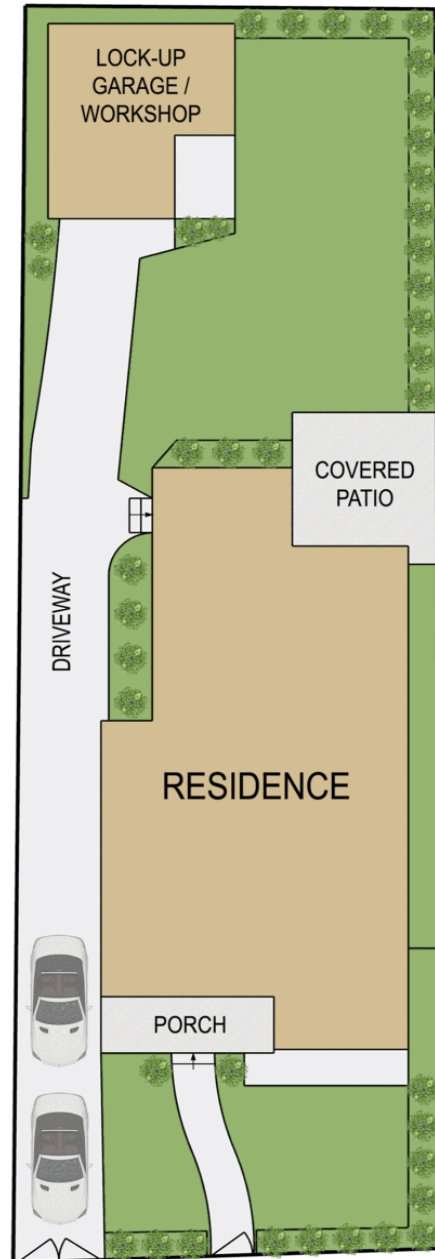 LOCK-UP
GARAGE /
WORKSHOP
COVERED
PATIO
DRIVEWAY
RESIDENCE
PORCH